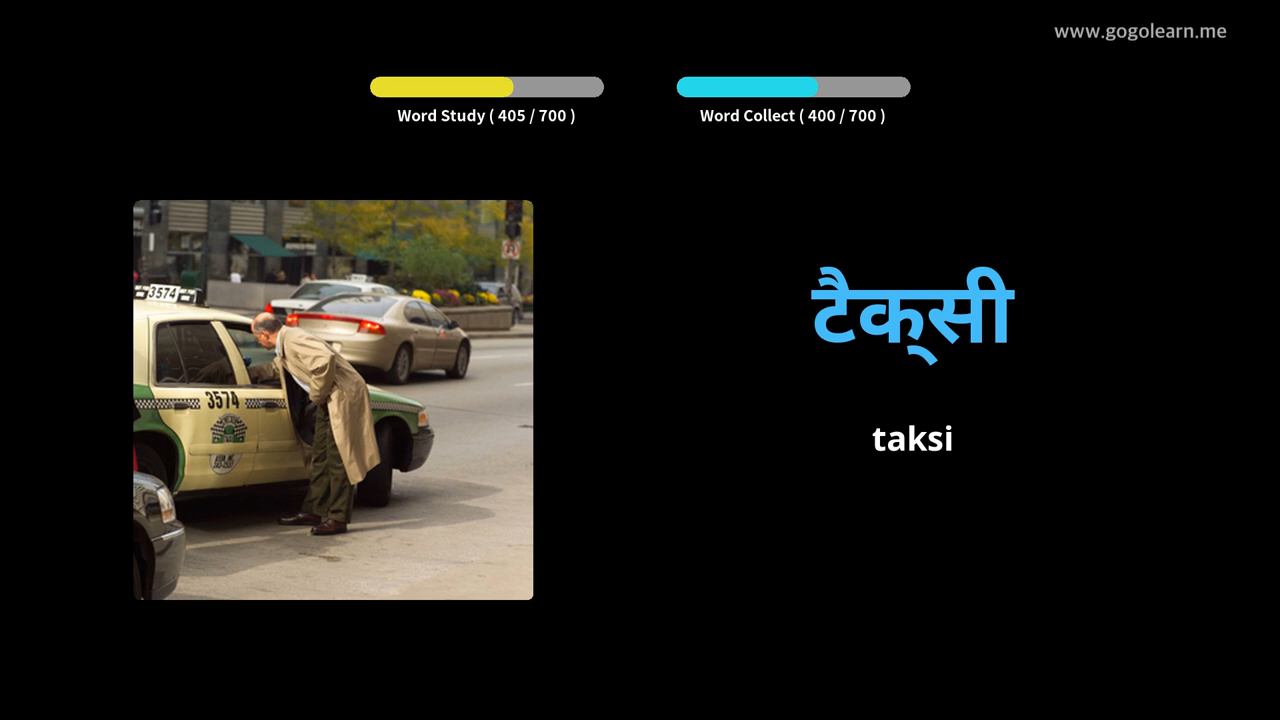 www.gogolearn.me
Word Study ( 405 / 700 )
Word Collect ( 400 / 700 )
3574
3574
टैक्‌सी
taksi